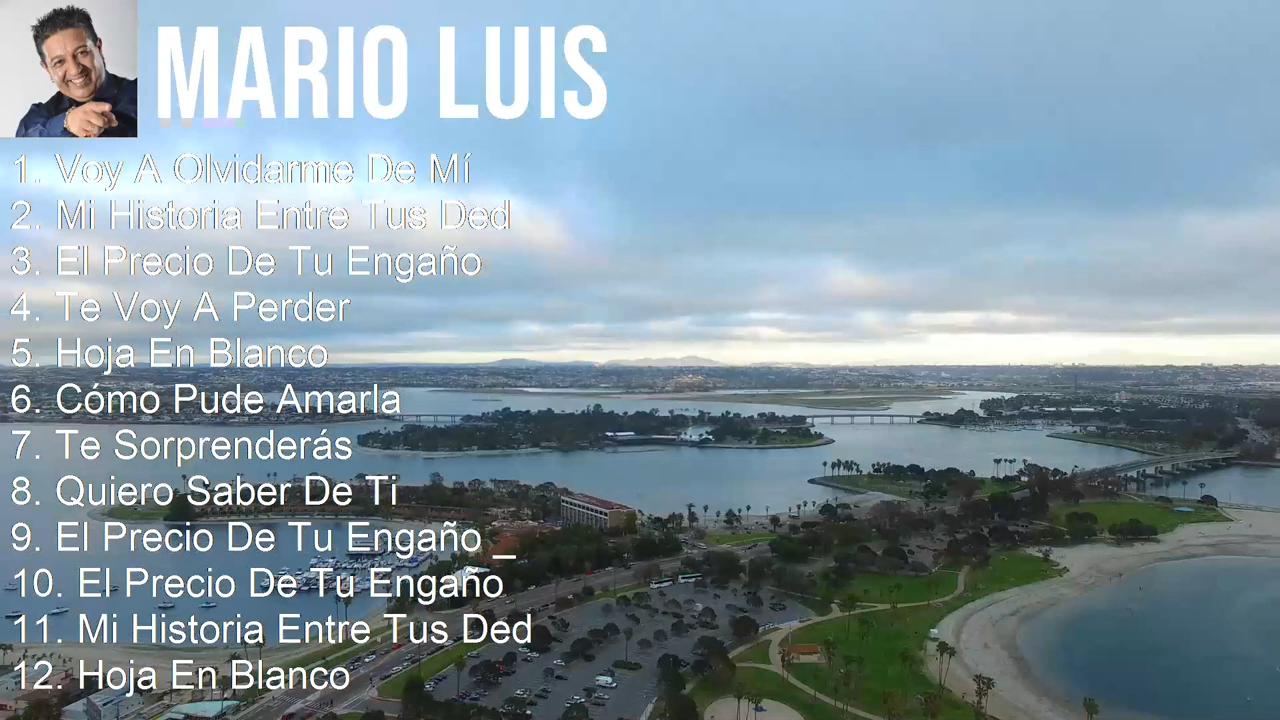 MARIO LUIS
1. Voy A Olvidarme De Mí
2. Mi Historia Entre Tus Ded
3. El Precio De Tu Engaño
4. Te Voy A Perder
5. Hoja En Blanco
6. Cómo Pude Amarla
7. Te Sorprenderás
8. Quiero Saber De Ti
9. El Precio De Tu Engaño _
10. El Precio De Tu Engaño
11. Mi Historia Entre Tus Ded
12. Hoja En Blanco